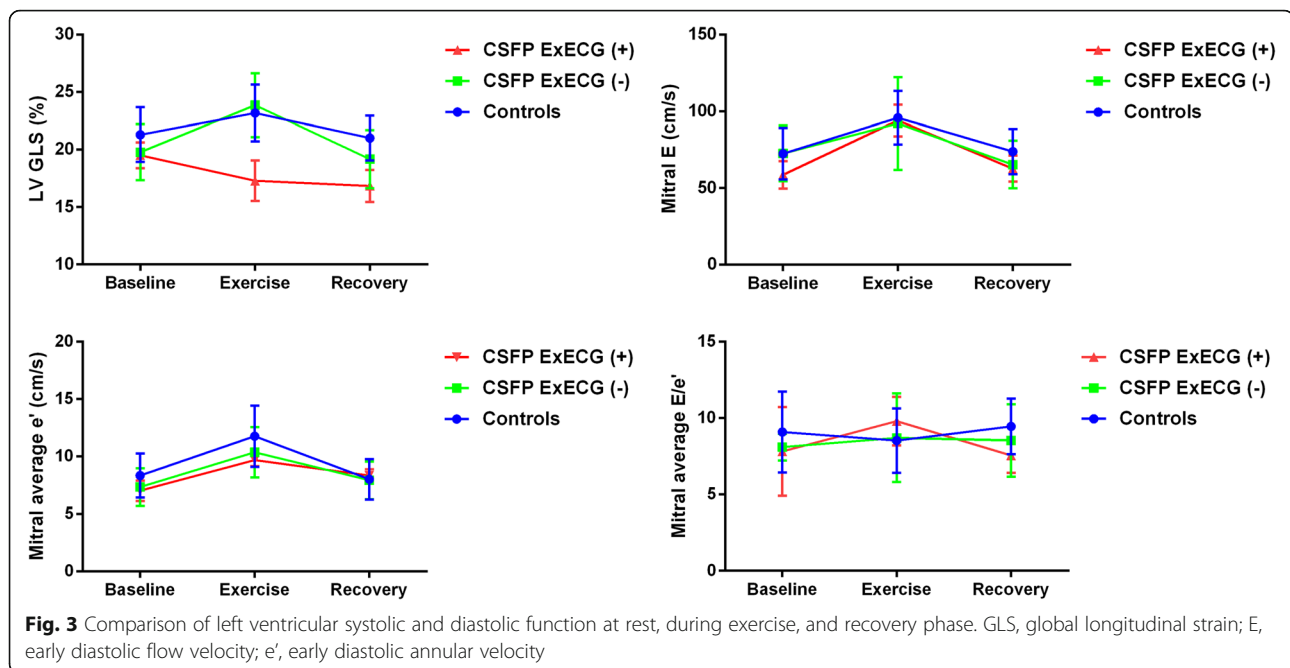 LV GLS (%)
30
25
20
15
10
Baseline
Exercise
Recovery
CSFP ExECG (+)
CSFP ExECG (-)
Controls
Mitral E (cm/s)
150
100
50
0
Baseline
Exercise
Recovery
CSFP ExECG (+)
CSFP ExECG (-)
Controls
Mitral average e' (cm/s)
20
15
10
5
0
Baseline
Exercise
Recovery
CSFP ExECG (+)
CSFP ExECG (-)
Controls
Mitral average E/e'
15
10
5
0
Baseline
Exercise
Recovery
CSFP ExECG (+)
CSFP ExECG (-)
Controls
Fig. 3 Comparison of left ventricular systolic and diastolic function at rest, during exercise, and recovery phase. GLS, global longitudinal strain; E,
early diastolic flow velocity; e′, early diastolic annular velocity